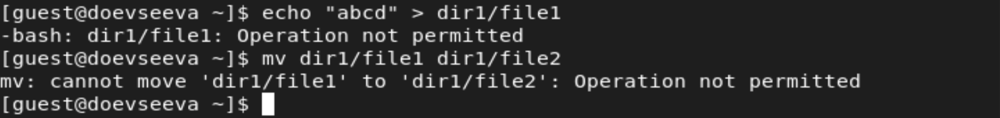 [guest@doevseeva ~]$ echo "abcd" > dir1/file1
-bash: dir1/file1: Operation not permitted
[guest@doevseeva ~]$ mv dir1/file1 dir1/file2
mv: cannot move 'dir1/file1' to 'dir1/file2': Operation not permitted
[guest@doevseeva ~]$